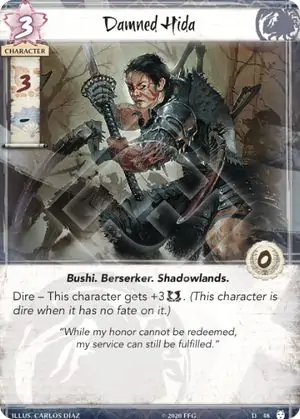 3
Damned Hida
CHARACTER
3
-
0
Bushi. Berserker. Shadowlands.
Dire – This character gets +3. (This character is
dire when it has no fate on it.)
“While my honor cannot be redeemed,
my service can still be fulfilled.”
ILLUS. CARLOS DÍAZ © 2020 FFG D 48